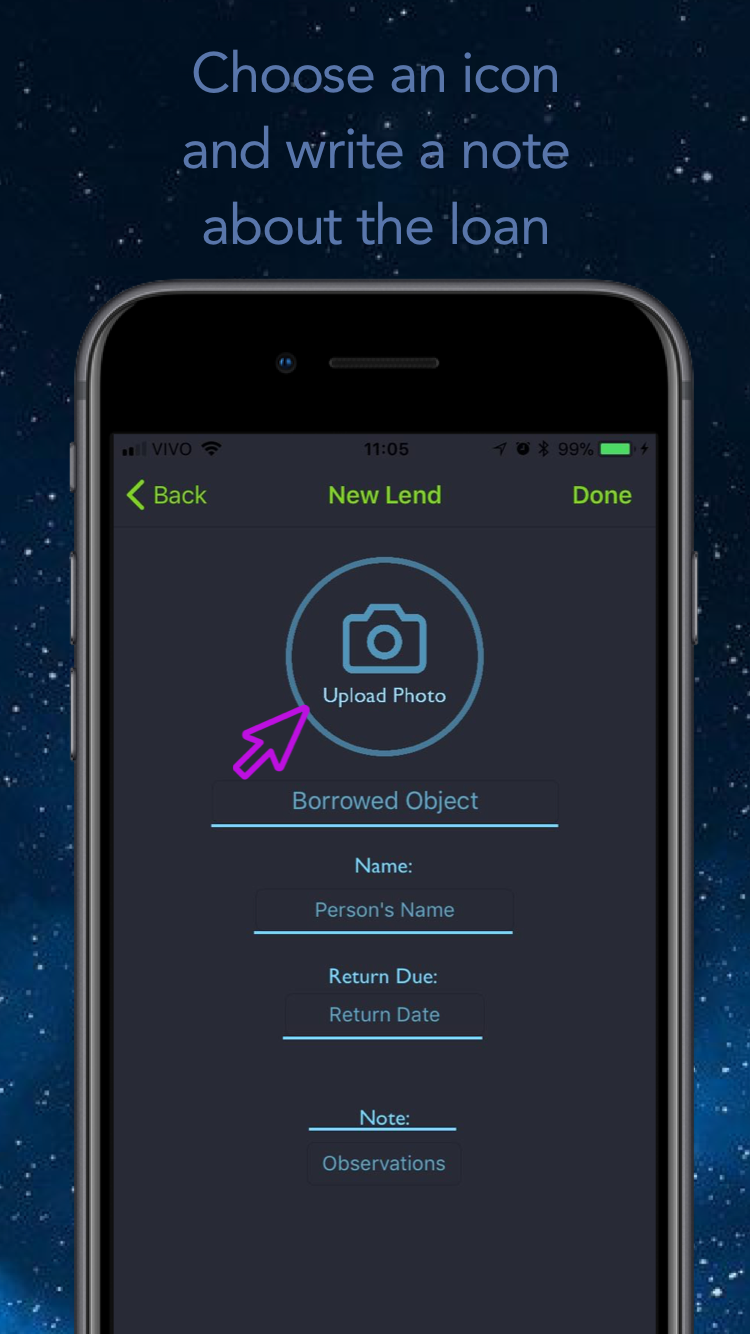 Choose an icon
and write a note
about the loan
VIVO 11:05 99%
Back New Lend Done
Upload Photo
Borrowed Object
Name:
Person's Name
Return Due:
Return Date
Note:
Observations